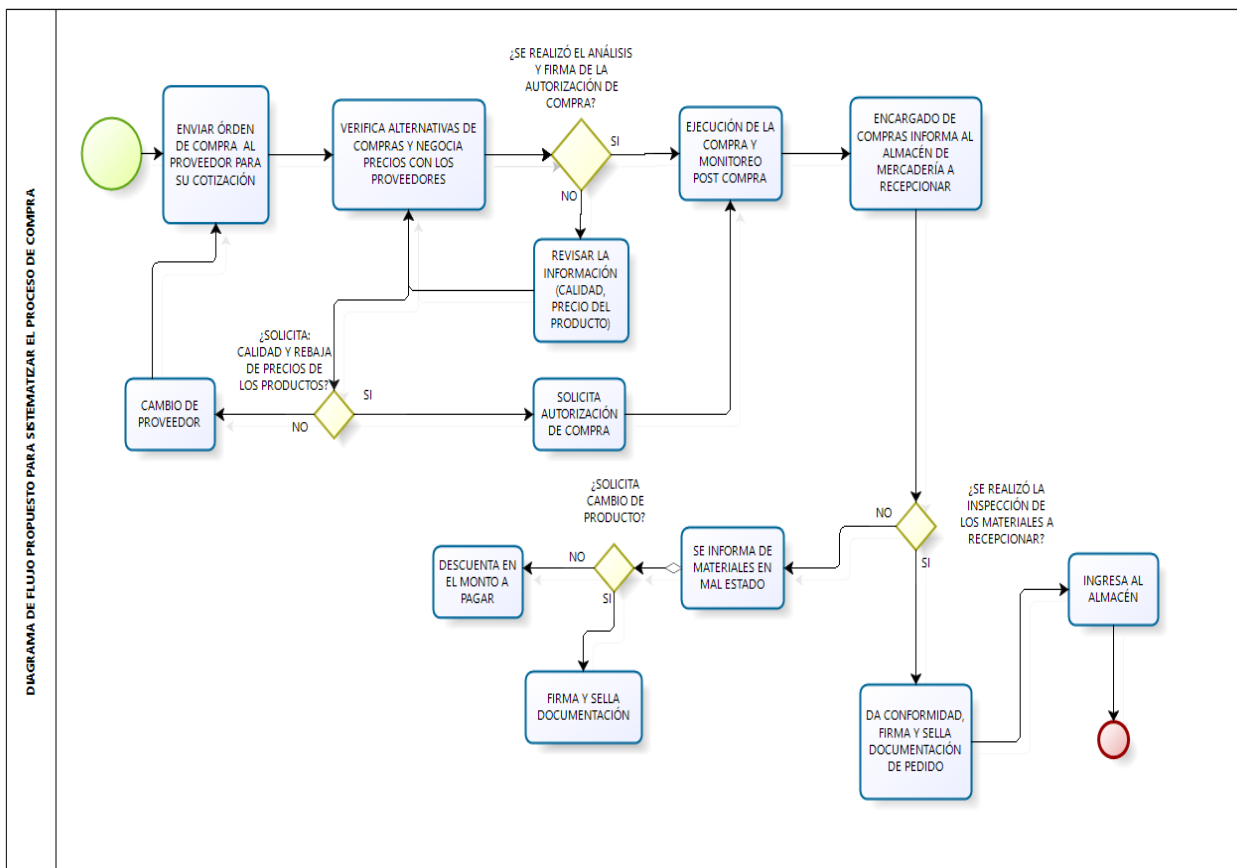 DIAGRAMA DE FLUJO PROPUESTO PARA SISTEMATIZAR EL PROCESO DE COMPRA
ENVIAR ÓRDEN
DE COMPRA AL
PROVEEDOR PARA
SU COTIZACIÓN
VERIFICA ALTERNATIVAS DE
COMPRAS Y NEGOCIA
PRECIOS CON LOS
PROVEEDORES
¿SE REALIZÓ EL ANÁLISIS
Y FIRMA DE LA
AUTORIZACIÓN DE
COMPRA?
SI
NO
EJECUCIÓN DE LA
COMPRA Y
MONITOREO
POST COMPRA
ENCARGADO DE
COMPRAS INFORMA AL
ALMACÉN DE
MERCADERÍA A
RECEPCIONAR
REVISAR LA
INFORMACIÓN
(CALIDAD,
PRECIO DEL
PRODUCTO)
¿SOLICITA:
CALIDAD Y REBAJA
DE PRECIOS DE
LOS PRODUCTOS?
SI
NO
CAMBIO DE
PROVEEDOR
SOLICITA
AUTORIZACIÓN
DE COMPRA
¿SE REALIZÓ LA
INSPECCIÓN DE
LOS MATERIALES A
RECEPCIONAR?
NO
SI
¿SOLICITA
CAMBIO DE
PRODUCTO?
NO
SI
SE INFORMA DE
MATERIALES EN
MAL ESTADO
DESCUENTA EN
EL MONTO A
PAGAR
FIRMA Y SELLA
DOCUMENTACIÓN
INGRESA AL
ALMACÉN
DA CONFORMIDAD,
FIRMA Y SELLA
DOCUMENTACIÓN
DE PEDIDO